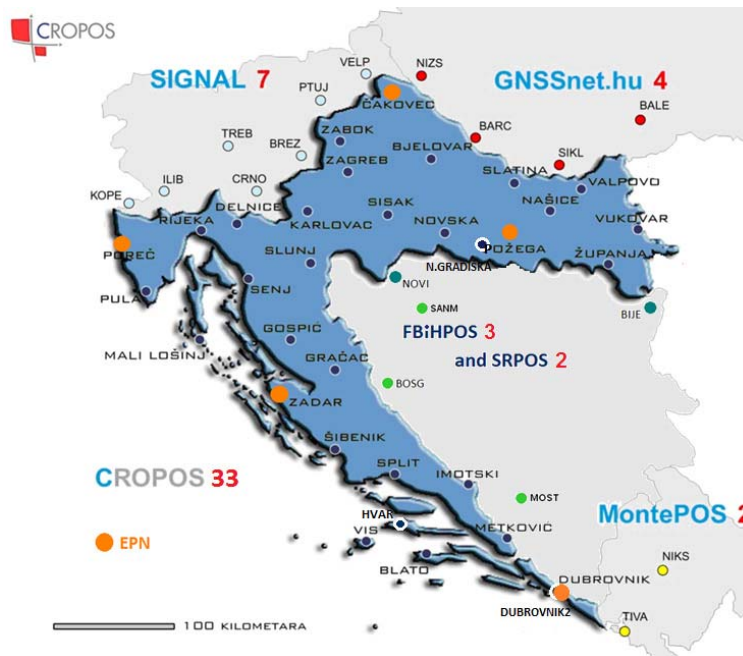 CROPOS
VELP
NIZS
SIGNAL 7
GNSSnet.hu 4
PTUJ
ČAKOVEC
BALE
ZABOK
BARC
TREB
BREZ
BJELOVAR
SIKL
ZAGREB
SLATINA
VALPOVO
ILIB
CRNO
KOPE
DELNICE
SISAK
NAŠICE
RIJEKA
KARLOVAC
NOVSKA
VUKOVAR
POREČ
SLUNJ
POŽEGA
ŽUPANJA
N.GRADISKA
PULA
SENJ
NOVI
SANM
BIJE
GOSPIĆ
FBiHPOS 3
MALI LOŠINJ
GRAČAC
and SRPOS 2
BOSG
ZADAR
ŠIBENIK
SPLIT
IMOTSKI
CROPOS 33
MOST
HVAR
MontePOS 2
VIS
METKOVIĆ
EPN
BLATO
DUBROVNIK
NIKS
DUBROVNIK2
TIVA
100 KILOMETARA